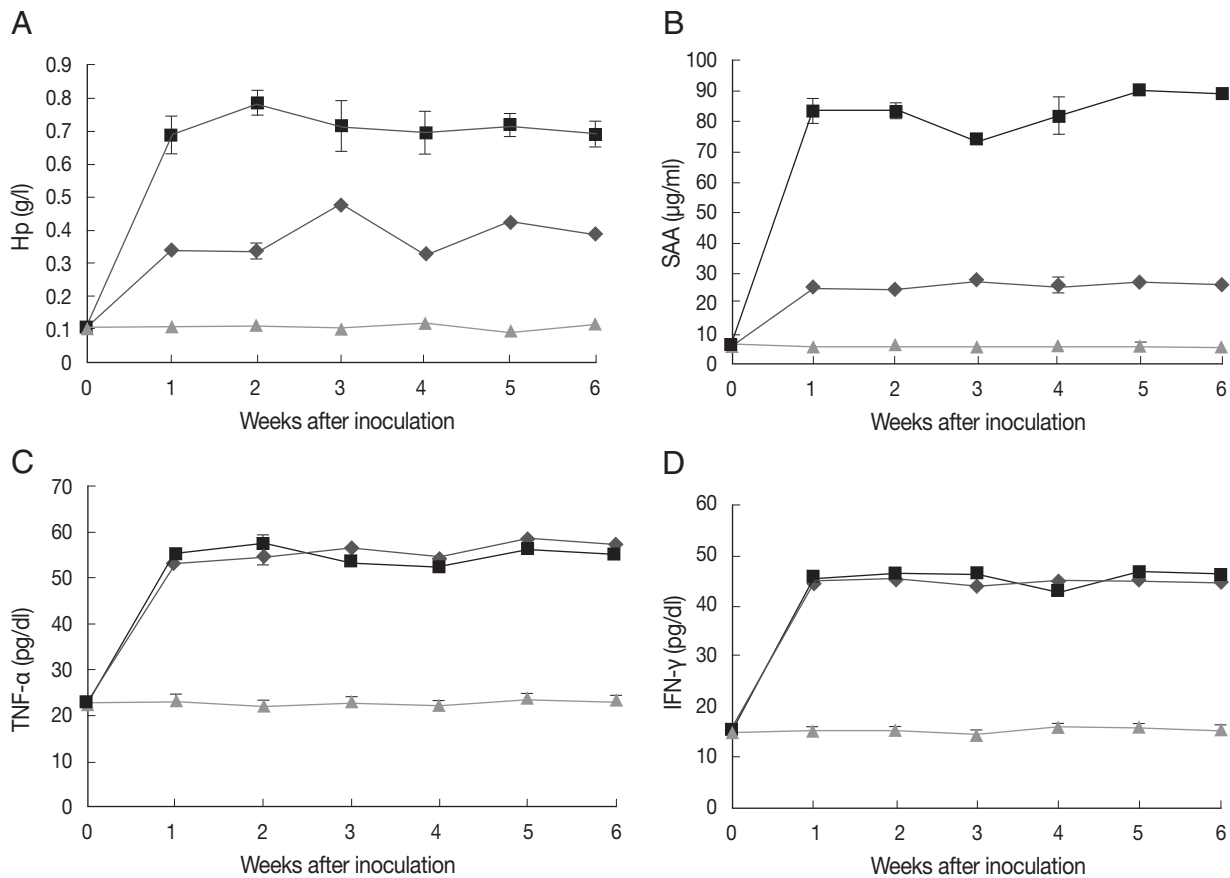 A
Hp (g/l)
0.9
0.8
0.7
0.6
0.5
0.4
0.3
0.2
0.1
0
0 1 2 3 4 5 6
Weeks after inoculation
B
SAA (µg/ml)
100
90
80
70
60
50
40
30
20
10
0
0 1 2 3 4 5 6
Weeks after inoculation
C
TNF-α (pg/dl)
70
60
50
40
30
20
10
0
0 1 2 3 4 5 6
Weeks after inoculation
D
IFN-γ (pg/dl)
60
50
40
30
20
10
0
0 1 2 3 4 5 6
Weeks after inoculation